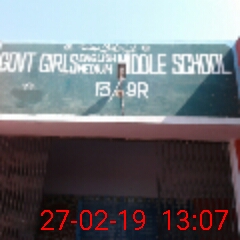 GOVT GIRLS ENGLISH MEDIUM MIDDLE SCHOOL
13/9R
27-02-19 13:07